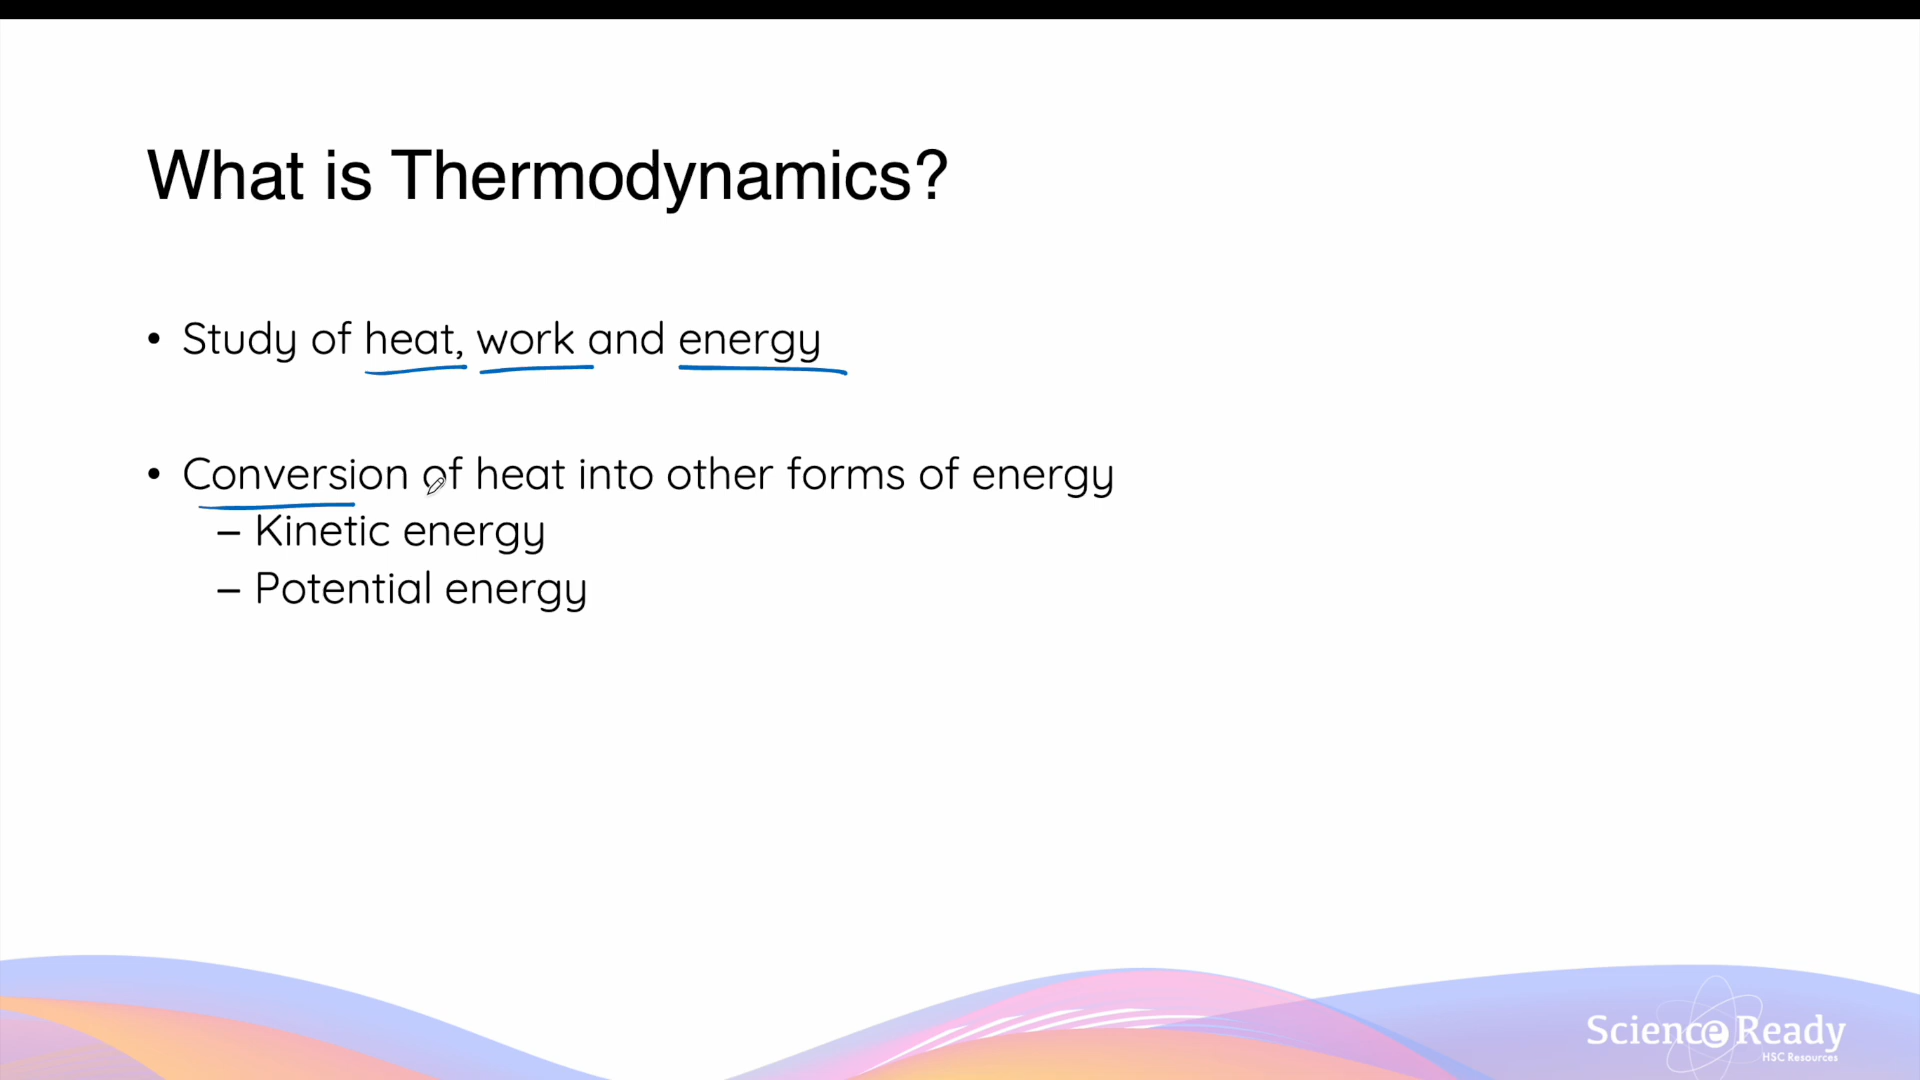 What is Thermodynamics?
• Study of heat, work and energy
• Conversion of heat into other forms of energy
– Kinetic energy
– Potential energy
Science Ready
HSC Resources